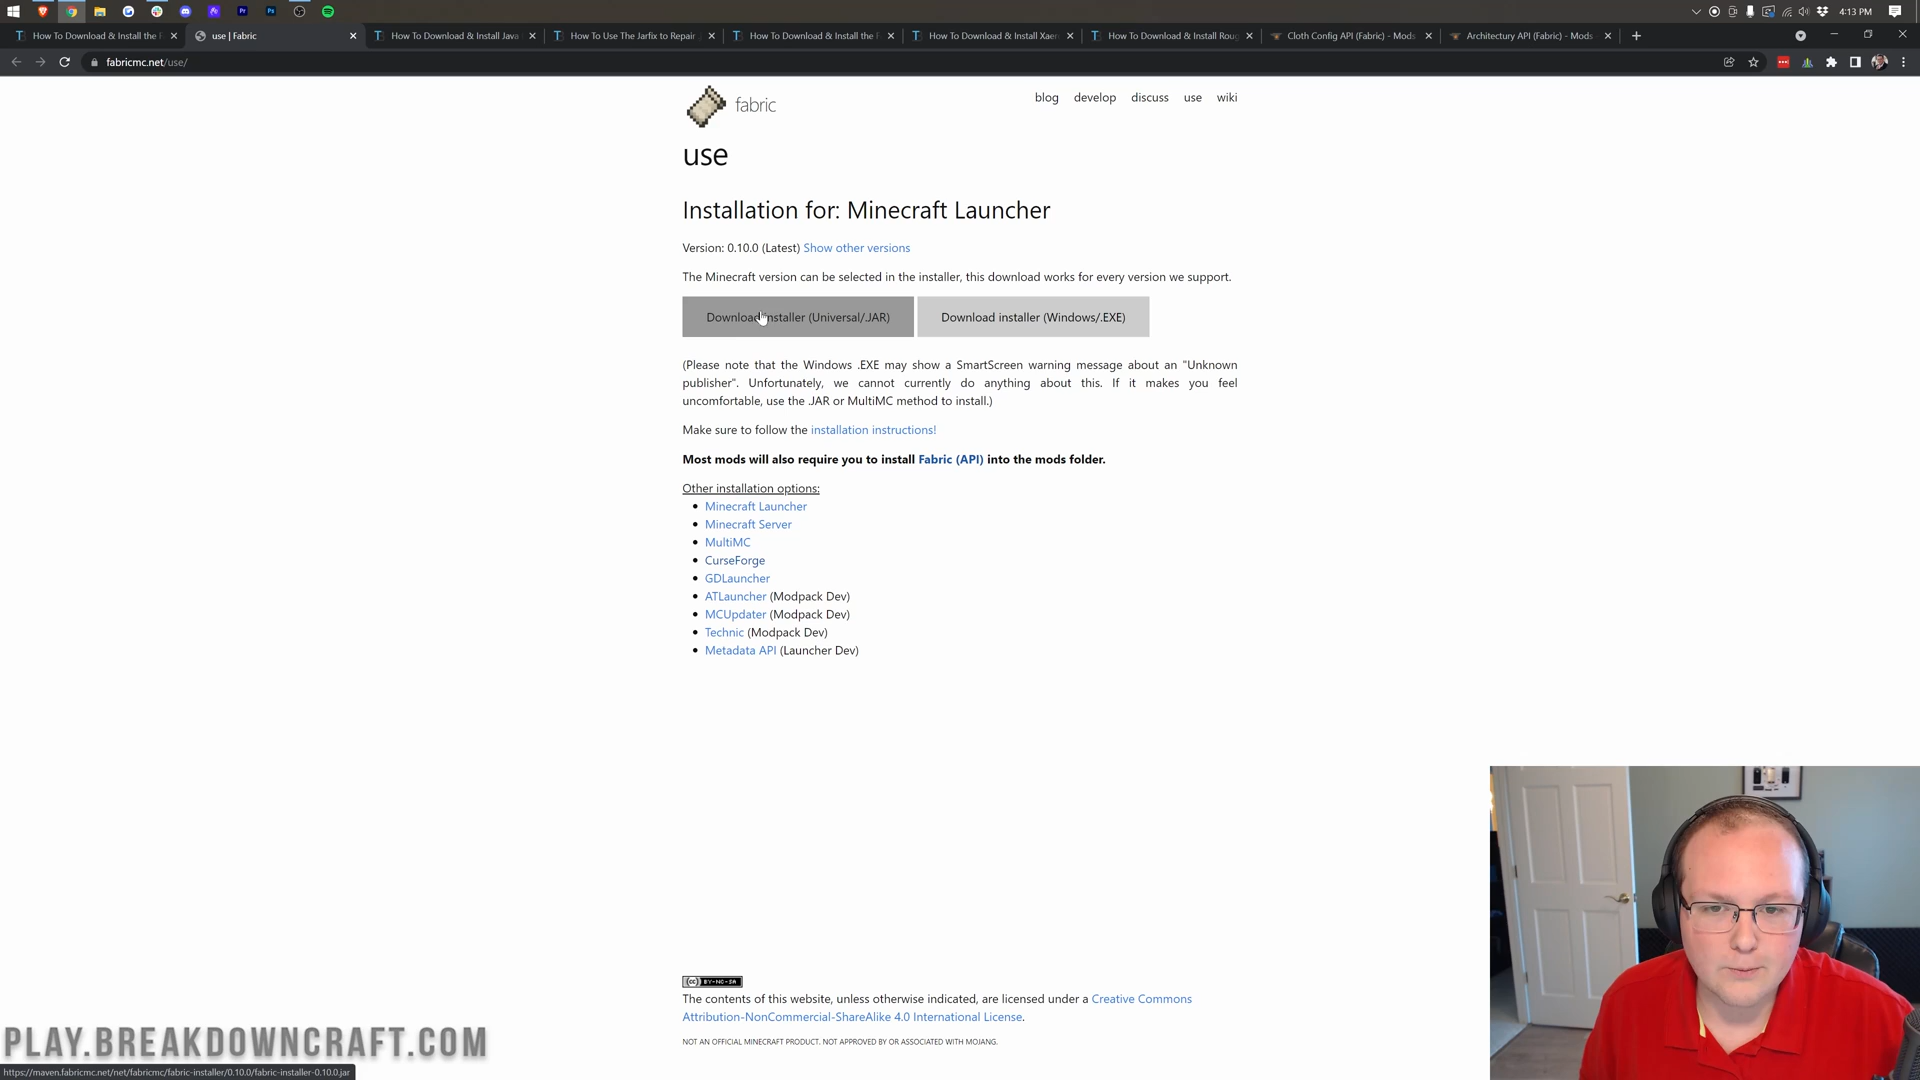 4:13 PM
How To Download & Install the F
use | Fabric
How To Download & Install Java
How To Use The Jarfix to Repair
How To Download & Install the F
How To Download & Install Xaer
How To Download & Install Roug
Cloth Config API (Fabric) - Mods
Architectury API (Fabric) - Mods
fabricmc.net/use/
fabric
blog develop discuss use wiki
use
Installation for: Minecraft Launcher
Version: 0.10.0 (Latest) Show other versions
The Minecraft version can be selected in the installer, this download works for every version we support.
Download installer (Universal/.JAR)
Download installer (Windows/.EXE)
(Please note that the Windows .EXE may show a SmartScreen warning message about an "Unknown
publisher". Unfortunately, we cannot currently do anything about this. If it makes you feel
uncomfortable, use the .JAR or MultiMC method to install.)
Make sure to follow the installation instructions!
Most mods will also require you to install Fabric (API) into the mods folder.
Other installation options:
Minecraft Launcher
Minecraft Server
MultiMC
CurseForge
GDLauncher
ATLauncher (Modpack Dev)
MCUpdater (Modpack Dev)
Technic (Modpack Dev)
Metadata API (Launcher Dev)
(cc) BY-NC-SA
The contents of this website, unless otherwise indicated, are licensed under a Creative Commons
Attribution-NonCommercial-ShareAlike 4.0 International License.
NOT AN OFFICIAL MINECRAFT PRODUCT. NOT APPROVED BY OR ASSOCIATED WITH MOJANG.
PLAY.BREAKDOWNCRAFT.COM
https://maven.fabricmc.net/net/fabricmc/fabric-installer/0.10.0/fabric-installer-0.10.0.jar